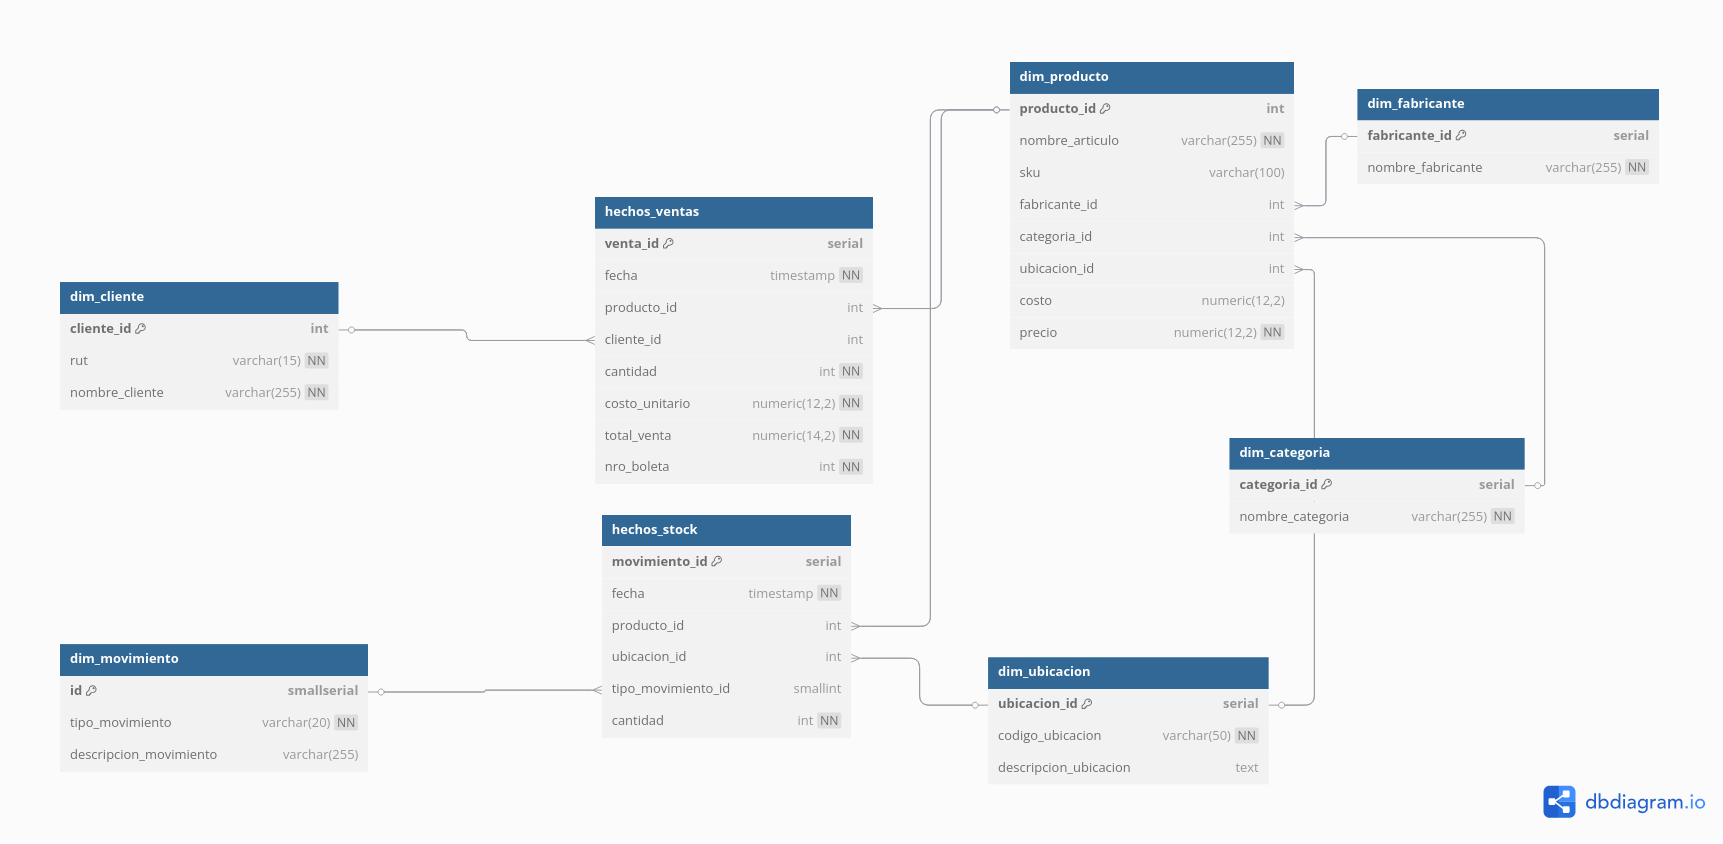 dim_producto
producto_id int
nombre_articulo varchar(255) NN
sku varchar(100)
fabricante_id int
categoria_id int
ubicacion_id int
costo numeric(12,2)
precio numeric(12,2) NN
dim_fabricante
fabricante_id serial
nombre_fabricante varchar(255) NN
hechos_ventas
venta_id serial
fecha timestamp NN
producto_id int
cliente_id int
cantidad int NN
costo_unitario numeric(12,2) NN
total_venta numeric(14,2) NN
nro_boleta int NN
dim_cliente
cliente_id int
rut varchar(15) NN
nombre_cliente varchar(255) NN
dim_categoria
categoria_id serial
nombre_categoria varchar(255) NN
hechos_stock
movimiento_id serial
fecha timestamp NN
producto_id int
ubicacion_id int
tipo_movimiento_id smallint
cantidad int NN
dim_movimiento
id smallserial
tipo_movimiento varchar(20) NN
descripcion_movimiento varchar(255)
dim_ubicacion
ubicacion_id serial
codigo_ubicacion varchar(50) NN
descripcion_ubicacion text
dbdiagram.io